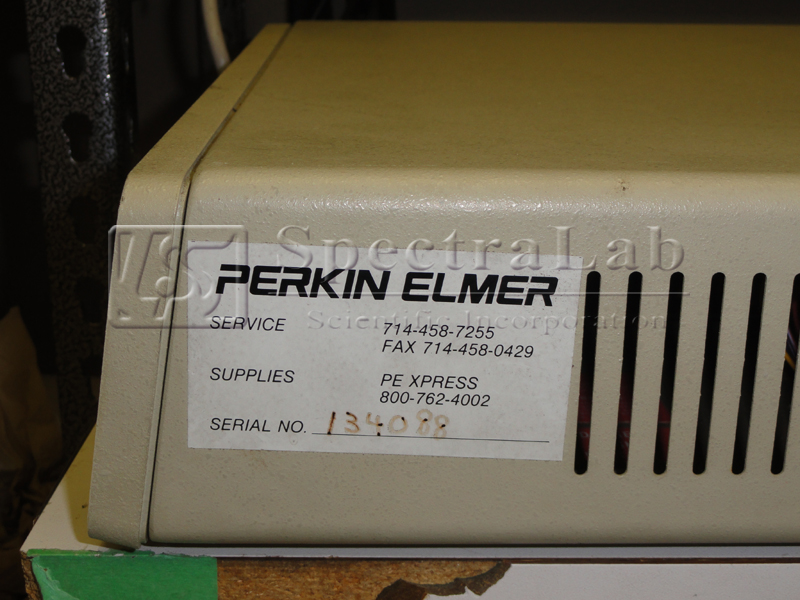 SpectraLab
Scientific Incorporation
PERKIN ELMER
SERVICE 714-458-7255
FAX 714-458-0429
SUPPLIES PE XPRESS
800-762-4002
SERIAL NO. 134088